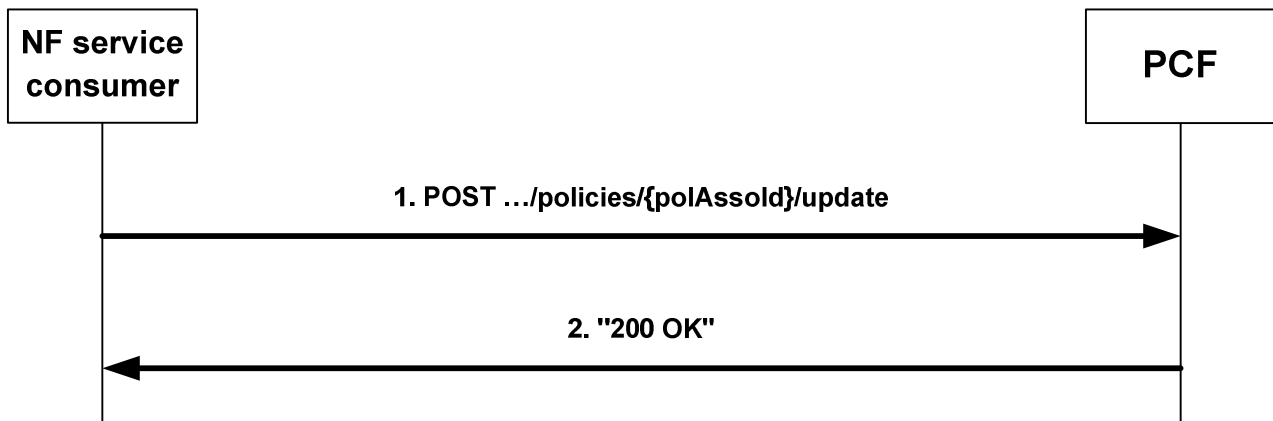 NF service
consumer
PCF
1. POST …/policies/{polAssoId}/update
2. "200 OK"